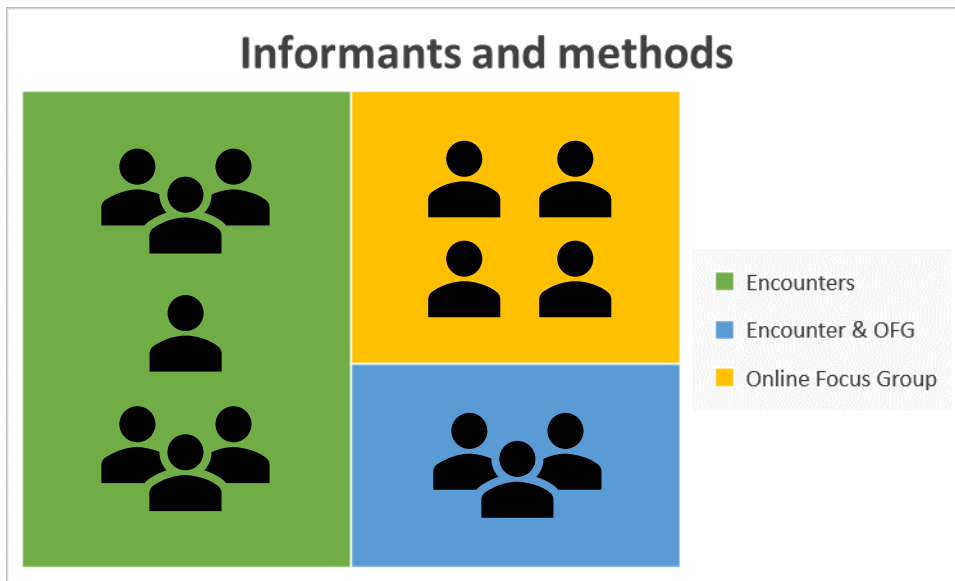 Informants and methods
Encounters
Encounter & OFG
Online Focus Group